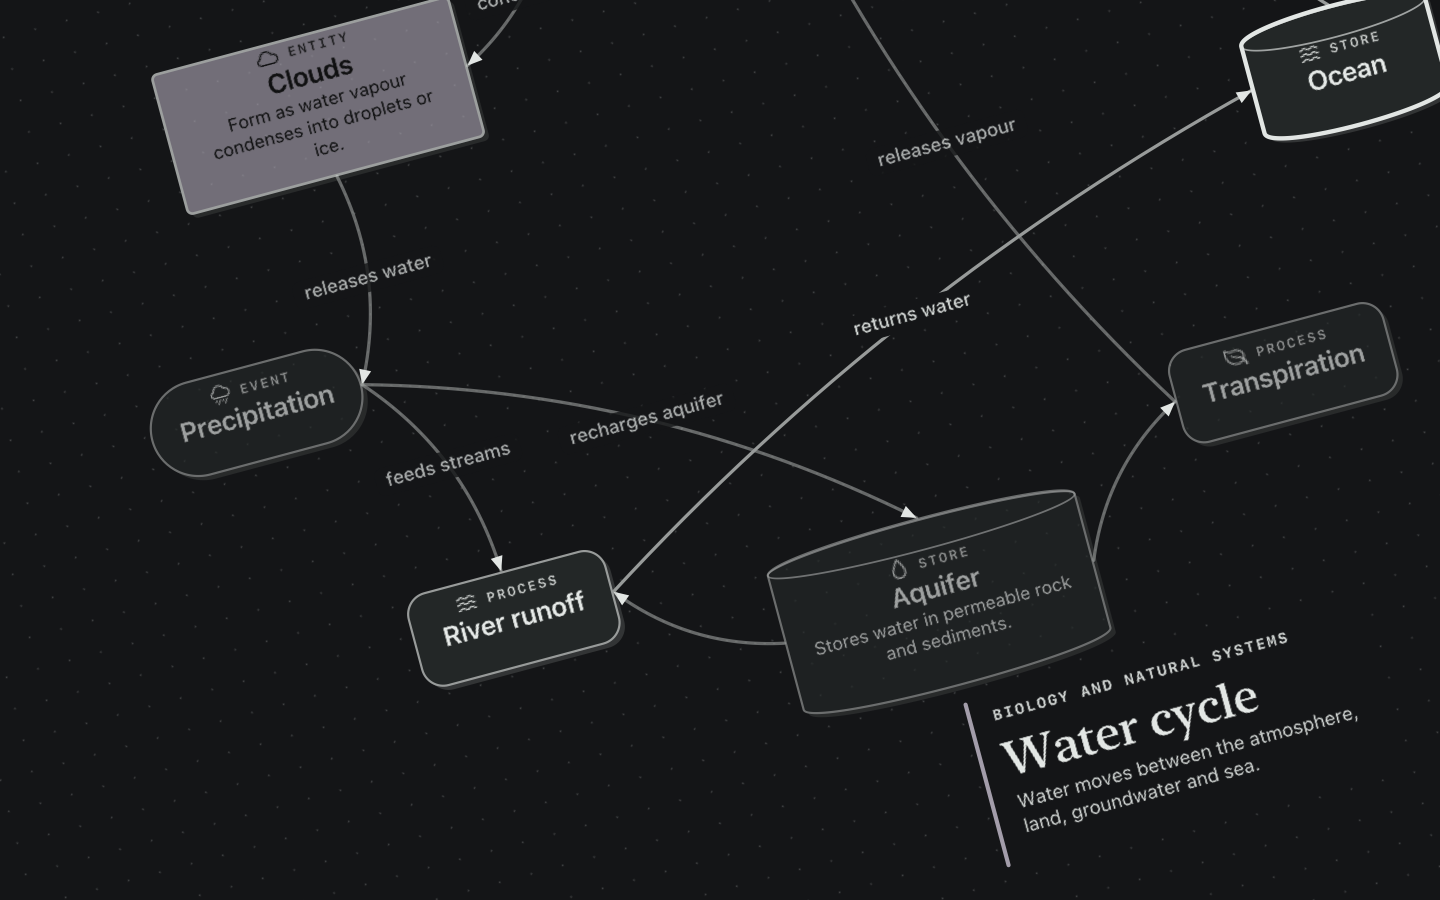 ENTITY
Clouds
Form as water vapour
condenses into droplets or
ice.
STORE
Ocean
releases vapour
releases water
returns water
PROCESS
Transpiration
EVENT
Precipitation
recharges aquifer
feeds streams
PROCESS
River runoff
STORE
Aquifer
Stores water in permeable rock
and sediments.
BIOLOGY AND NATURAL SYSTEMS
Water cycle
Water moves between the atmosphere,
land, groundwater and sea.